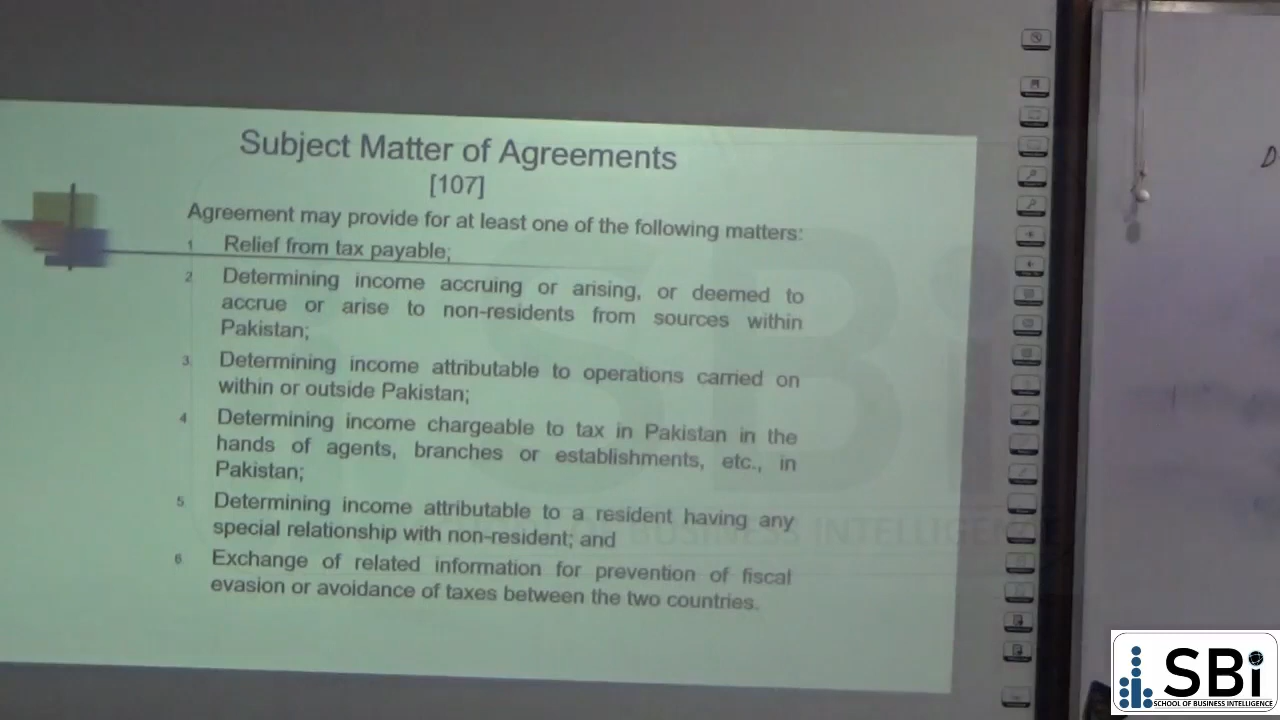 Subject Matter of Agreements
[107]
Agreement may provide for at least one of the following matters:
1 Relief from tax payable;
2 Determining income accruing or arising, or deemed to
accrue or arise to non-residents from sources within
Pakistan;
3 Determining income attributable to operations carried on
within or outside Pakistan;
4 Determining income chargeable to tax in Pakistan in the
hands of agents, branches or establishments, etc., in
Pakistan;
5 Determining income attributable to a resident having any
special relationship with non-resident; and
6 Exchange of related information for prevention of fiscal
evasion or avoidance of taxes between the two countries.
D
SBi
BUSINESS INTELLIGENCE
SBi
SCHOOL OF BUSINESS INTELLIGENCE